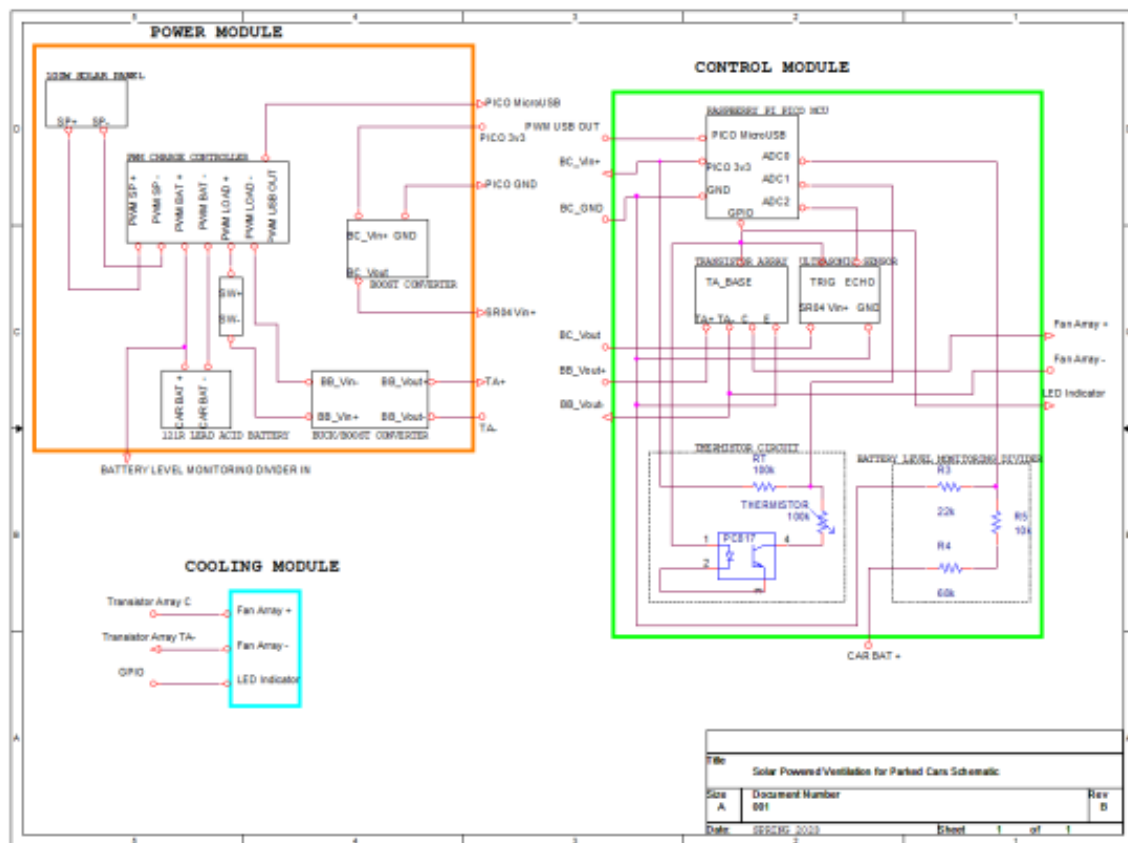 POWER MODULE
100W SOLAR PANEL
SP+ SP-
PWM CHARGE CONTROLLER
PWM SP +
PWM SP -
PWM BAT +
PWM BAT -
PWM LOAD +
PWM LOAD -
PWM USB OUT
SW+
SW-
CAR BAT +
CAR BAT -
121R LEAD ACID BATTERY
BC_Vin+ GND
BC_Vout
BOOST CONVERTER
BB_Vin- BB_Vout+
BB_Vin+ BB_Vout-
BUCK/BOOST CONVERTER
PICO MicroUSB
PICO 3v3
PICO GND
SR04 Vin+
TA+
TA-
BATTERY LEVEL MONITORING DIVIDER IN
CONTROL MODULE
RASPBERRY PI PICO MCU
PICO MicroUSB
PICO 3v3
GND
GPIO
ADC0
ADC1
ADC2
PWM USB OUT
BC_Vin+
BC_GND
BC_Vout
BB_Vout+
BB_Vout-
TRANSISTOR ARRAY
TA_BASE
TA+ TA- C E
ULTRASONIC SENSOR
TRIG ECHO
SR04 Vin+ GND
Fan Array +
Fan Array -
LED Indicator
THERMISTOR CIRCUIT
RT
100k
THERMISTOR
100k
PC817
1
2
3
4
BATTERY LEVEL MONITORING DIVIDER
R3
22k
R5
10k
R4
68k
CAR BAT +
COOLING MODULE
Transistor Array C
Transistor Array TA-
GPIO
Fan Array +
Fan Array -
LED Indicator
Title
Solar Powered Ventilation for Parked Cars Schematic
Size
A
Document Number
001
Rev
B
Date: SPRING 2023 Sheet 1 of 1